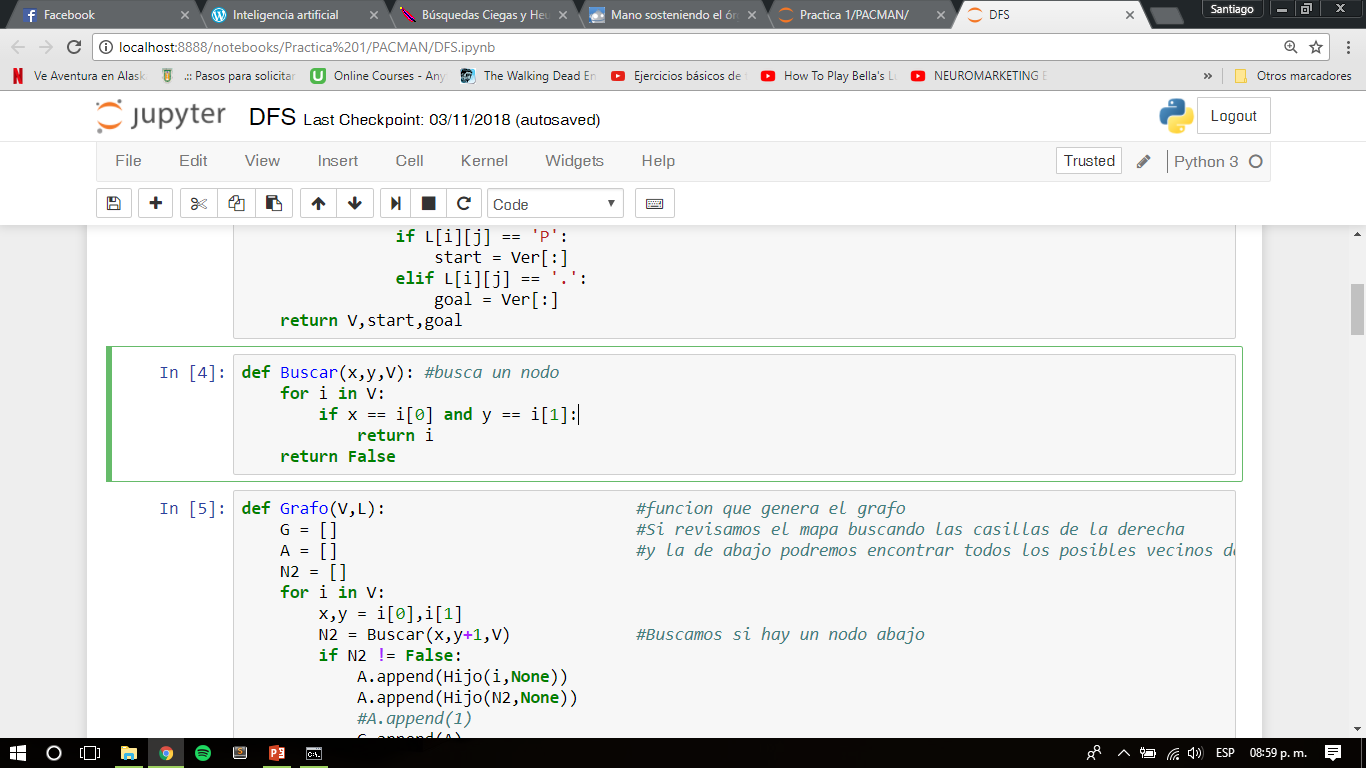 Santiago
Facebook
Inteligencia artificial
Búsquedas Ciegas y Heu
Mano sosteniendo el ór
Practica 1/PACMAN/
DFS
localhost:8888/notebooks/Practica%201/PACMAN/DFS.ipynb
Ve Aventura en Alask
.:: Pasos para solicitar
Online Courses - Any
The Walking Dead En
Ejercicios básicos de
How To Play Bella's Lu
NEUROMARKETING E
»
Otros marcadores
jupyter DFS Last Checkpoint: 03/11/2018 (autosaved)
Logout
File Edit View Insert Cell Kernel Widgets Help
Trusted
Python 3
Code
if L[i][j] == 'P':
start = Ver[:]
elif L[i][j] == '.':
goal = Ver[:]
return V,start,goal
In [4]: def Buscar(x,y,V): #busca un nodo
for i in V:
if x == i[0] and y == i[1]:
return i
return False
In [5]: def Grafo(V,L): #funcion que genera el grafo
G = [] #Si revisamos el mapa buscando las casillas de la derecha
A = [] #y la de abajo podremos encontrar todos los posibles vecinos de
N2 = []
for i in V:
x,y = i[0],i[1]
N2 = Buscar(x,y+1,V) #Buscamos si hay un nodo abajo
if N2 != False:
A.append(Hijo(i,None))
A.append(Hijo(N2,None))
#A.append(1)
G.append(A)
ESP
08:59 p. m.